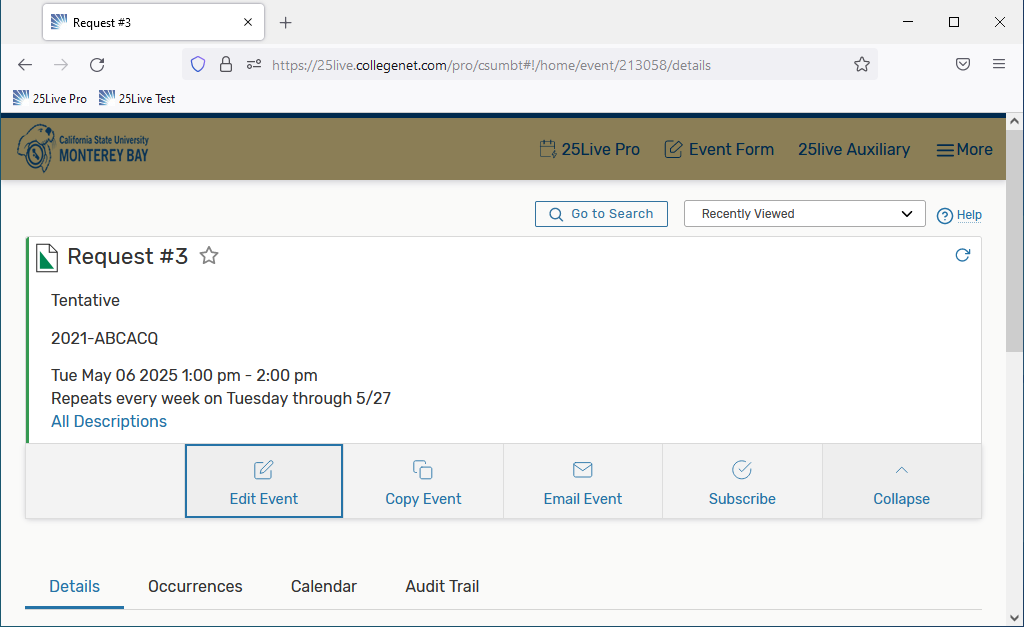 Request #3
https://25live.collegenet.com/pro/csumbt#!/home/event/213058/details
25Live Pro 25Live Test
California State University
MONTEREY BAY
25Live Pro Event Form 25live Auxiliary More
Go to Search Recently Viewed Help
Request #3
Tentative
2021-ABCACQ
Tue May 06 2025 1:00 pm - 2:00 pm
Repeats every week on Tuesday through 5/27
All Descriptions
Edit Event Copy Event Email Event Subscribe Collapse
Details Occurrences Calendar Audit Trail